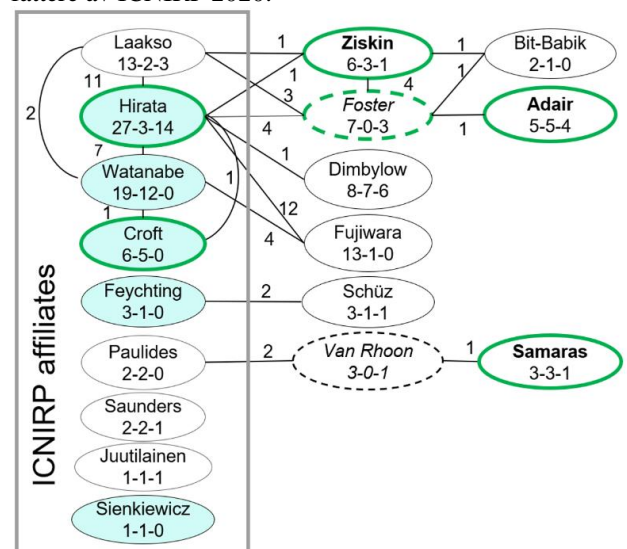 fattere av ICNIRP 2020.
ICNIRP affiliates
Laakso
13-2-3
11
2
Hirata
27-3-14
7
Watanabe
19-12-0
1
1
Croft
6-5-0
Feychting
3-1-0
Paulides
2-2-0
Saunders
2-2-1
Juutilainen
1-1-1
Sienkiewicz
1-1-0
1
1
3
4
1
12
4
2
2
Ziskin
6-3-1
4
Foster
7-0-3
Dimbylow
8-7-6
Fujiwara
13-1-0
Schüz
3-1-1
Van Rhoon
3-0-1
1
1
1
1
Bit-Babik
2-1-0
Adair
5-5-4
Samaras
3-3-1